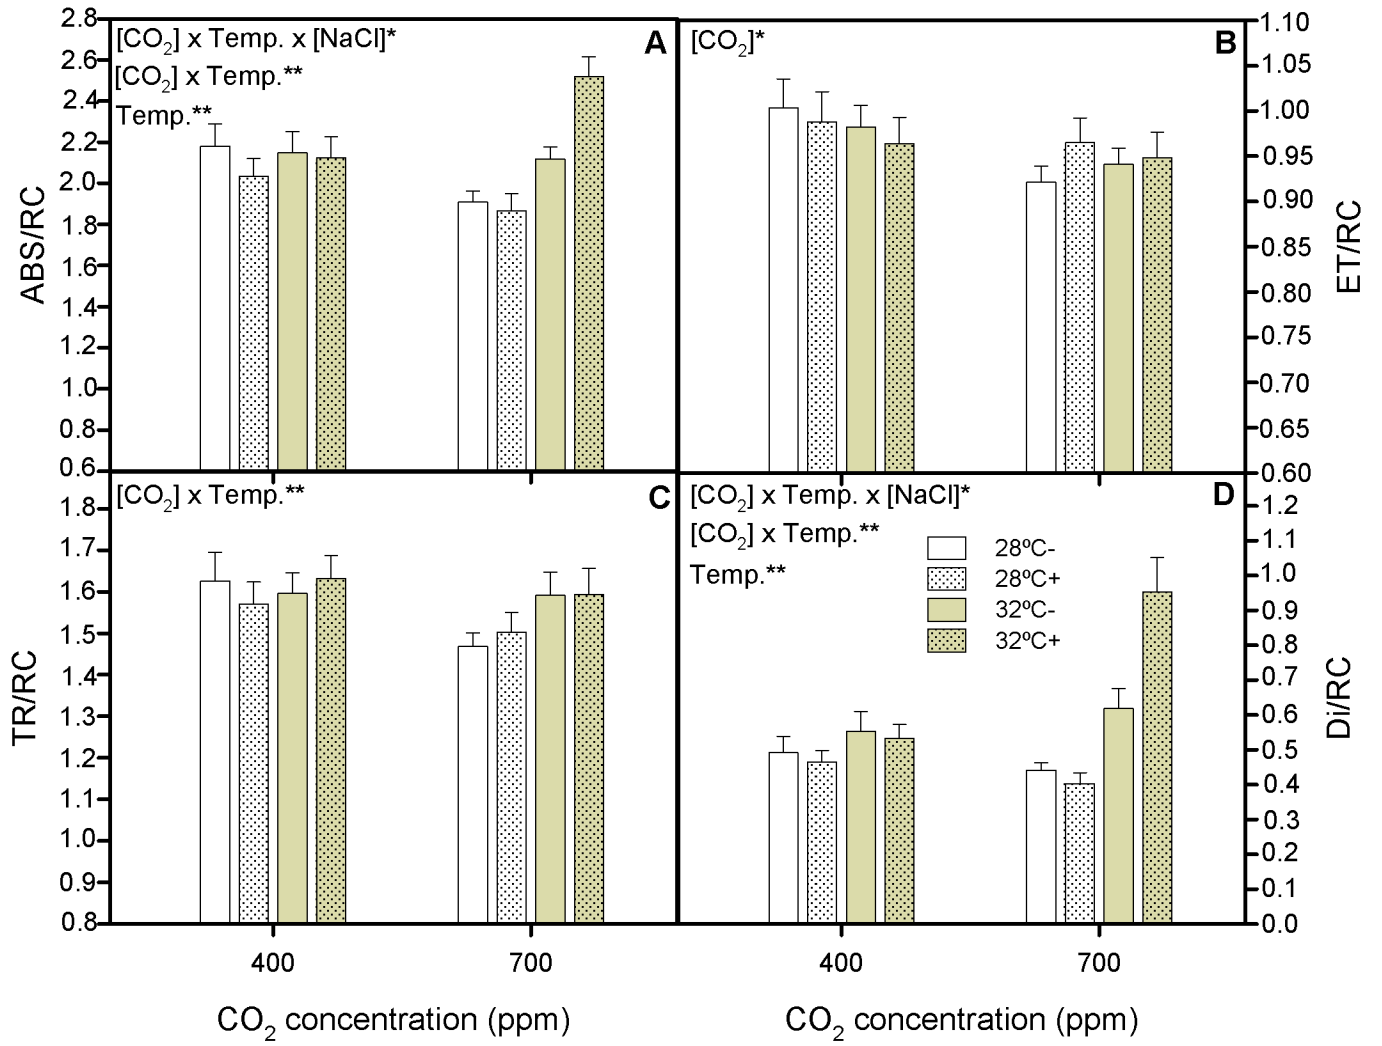 [CO2] x Temp. x [NaCl]*
[CO2] x Temp.**
Temp.**
A
2.8
2.6
2.4
2.2
2.0
1.8
1.6
1.4
1.2
1.0
0.8
0.6
ABS/RC
[CO2]*
B
1.10
1.05
1.00
0.95
0.90
0.85
0.80
0.75
0.70
0.65
0.60
ET/RC
[CO2] x Temp.**
C
1.8
1.7
1.6
1.5
1.4
1.3
1.2
1.1
1.0
0.9
0.8
TR/RC
400
700
CO2 concentration (ppm)
[CO2] x Temp. x [NaCl]*
[CO2] x Temp.**
Temp.**
D
28ºC-
28ºC+
32ºC-
32ºC+
1.2
1.1
1.0
0.9
0.8
0.7
0.6
0.5
0.4
0.3
0.2
0.1
0.0
Di/RC
400
700
CO2 concentration (ppm)